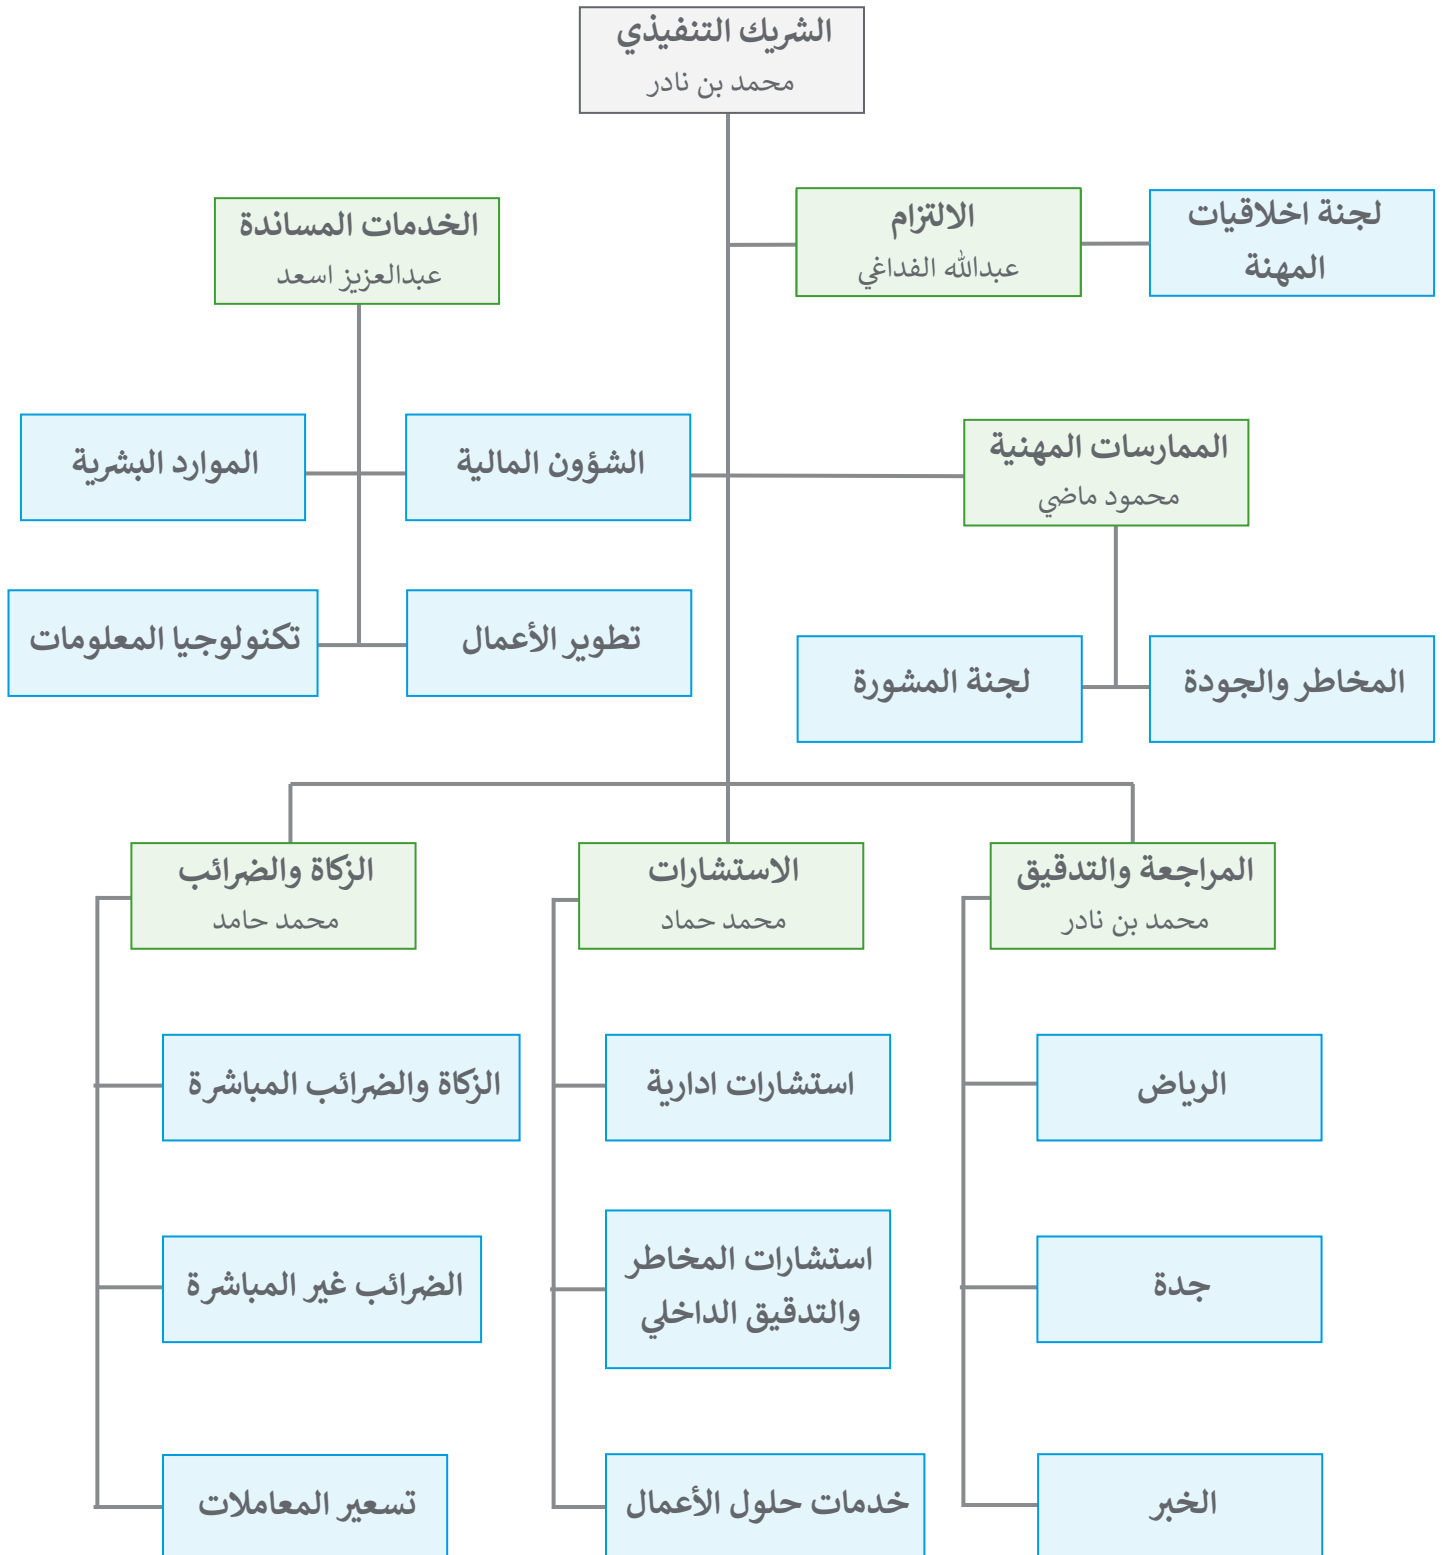 الشريك التنفيذي
محمد بن نادر
لجنة اخلاقيات
المهنة
الالتزام
عبدالله الفداغي
الخدمات المساندة
عبدالعزيز اسعد
الممارسات المهنية
محمود ماضي
الشؤون المالية
الموارد البشرية
المخاطر والجودة
لجنة المشورة
تطوير الأعمال
تكنولوجيا المعلومات
المراجعة والتدقيق
محمد بن نادر
الاستشارات
محمد حماد
الزكاة والضرائب
محمد حامد
الرياض
استشارات ادارية
الزكاة والضرائب المباشرة
جدة
استشارات المخاطر
والتدقيق الداخلي
الضرائب غير المباشرة
الخبر
خدمات حلول الأعمال
تسعير المعاملات